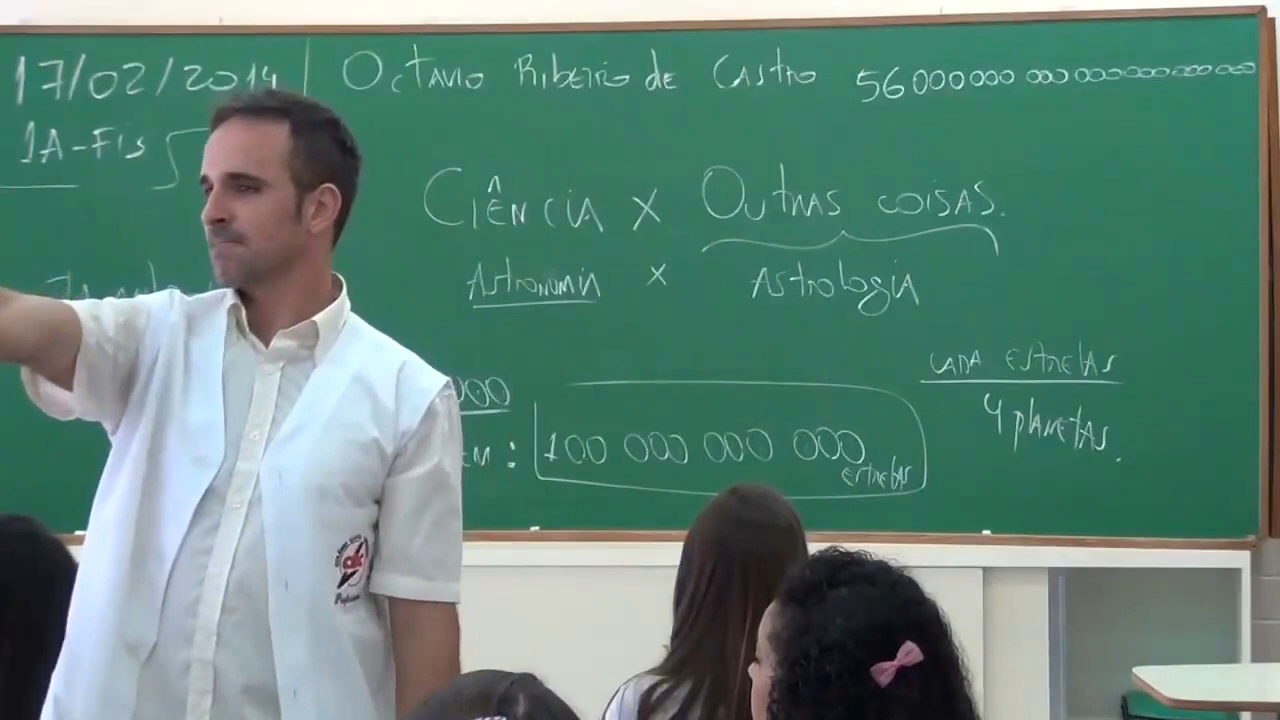 17/02/2014 | Octavio Ribeiro de Castro 56000000 000 000 000 000 000
1A-Fis
Ciência x Outras coisas.
Astronomia x Astrologia
cada estrelas
4 planetas.
000
EM : 100 000 000 000
estrelas